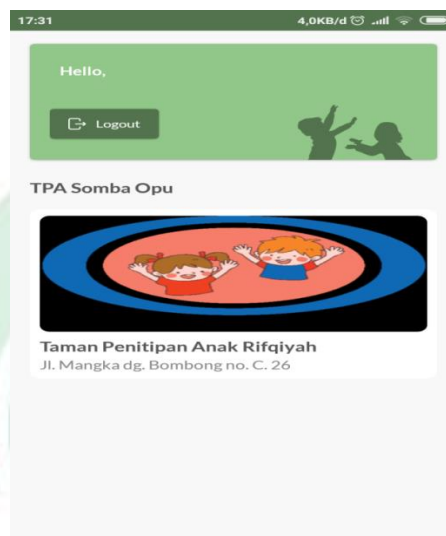 17:31 4,0KB/d
Hello,
Logout
TPA Somba Opu
Taman Penitipan Anak Rifqiyah
Jl. Mangka dg. Bombong no. C. 26